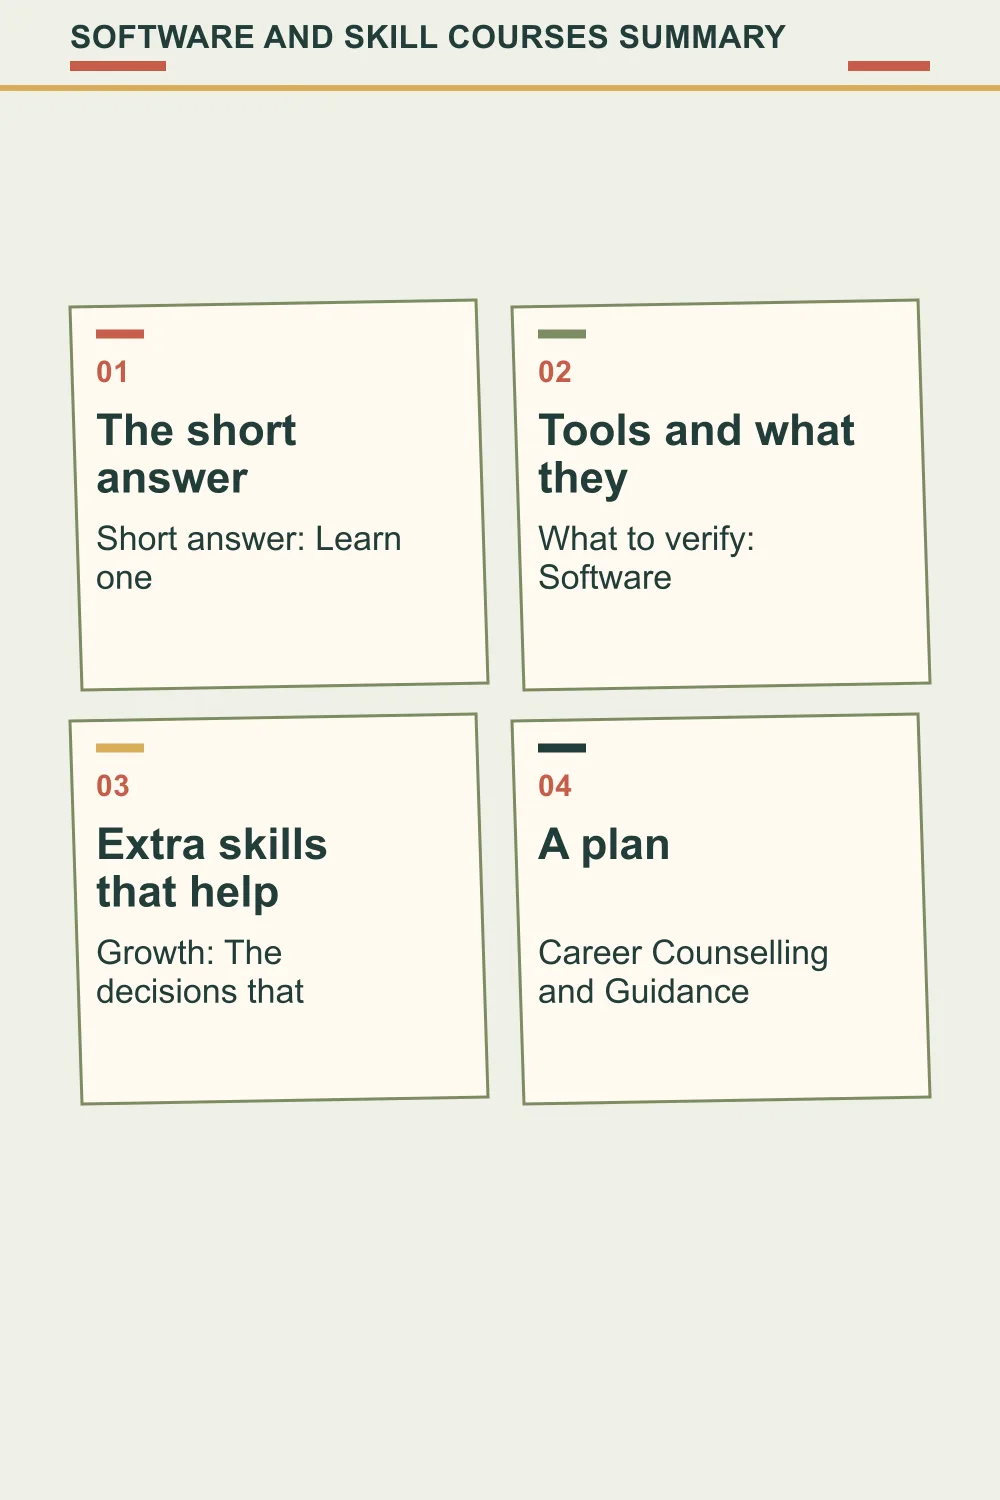 SOFTWARE AND SKILL COURSES SUMMARY
01
The short
answer
Short answer: Learn
one
02
Tools and what
they
What to verify:
Software
03
Extra skills
that help
Growth: The
decisions that
04
A plan
Career Counselling
and Guidance